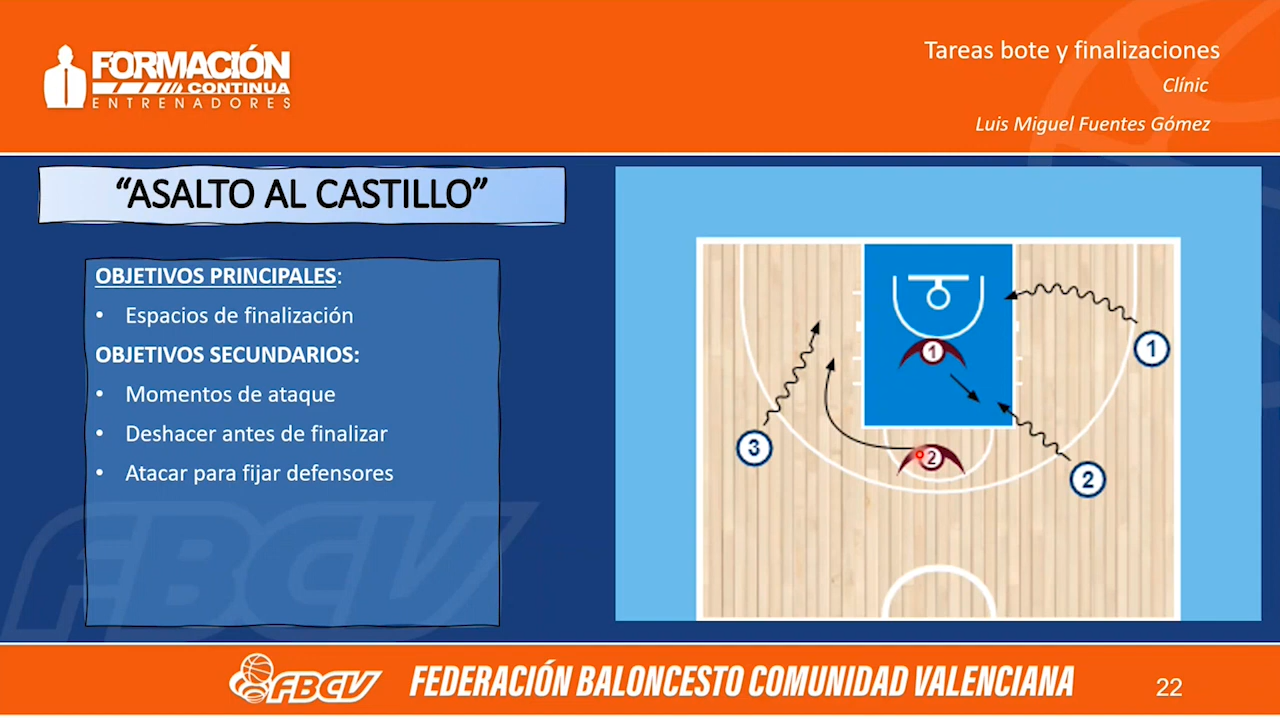 FORMACIÓN
CONTINUA
ENTRENADORES
Tareas bote y finalizaciones
Clínic
Luis Miguel Fuentes Gómez
“ASALTO AL CASTILLO”
OBJETIVOS PRINCIPALES:
• Espacios de finalización
OBJETIVOS SECUNDARIOS:
• Momentos de ataque
• Deshacer antes de finalizar
• Atacar para fijar defensores
FBCV
1
1
3
2
2
FBCV
FEDERACIÓN BALONCESTO COMUNIDAD VALENCIANA
22